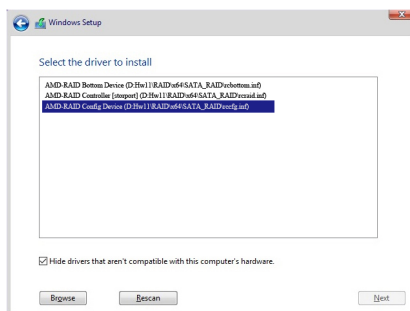 Windows Setup
Select the driver to install
AMD-RAID Bottom Device (D:Hw11\RAID\x64\SATA_RAID\rcbottom.inf)
AMD-RAID Controller [storport] (D:Hw11\RAID\x64\SATA_RAID\rcraid.inf)
AMD-RAID Config Device (D:Hw11\RAID\x64\SATA_RAID\rccfg.inf)
Hide drivers that aren't compatible with this computer's hardware.
Browse Rescan Next